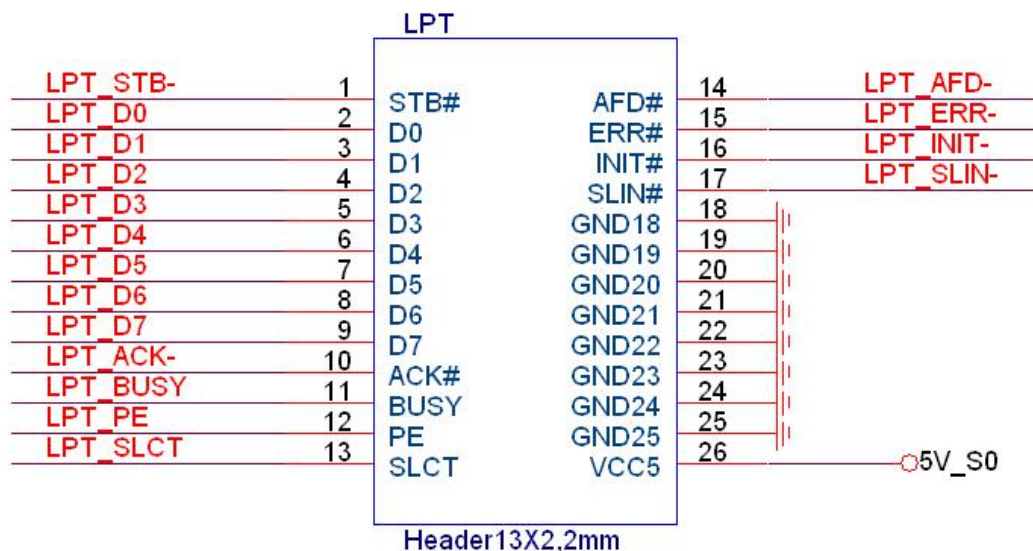 LPT
LPT_STB- 1 STB# AFD# 14 LPT_AFD-
LPT_D0 2 D0 ERR# 15 LPT_ERR-
LPT_D1 3 D1 INIT# 16 LPT_INIT-
LPT_D2 4 D2 SLIN# 17 LPT_SLIN-
LPT_D3 5 D3 GND18 18
LPT_D4 6 D4 GND19 19
LPT_D5 7 D5 GND20 20
LPT_D6 8 D6 GND21 21
LPT_D7 9 D7 GND22 22
LPT_ACK- 10 ACK# GND23 23
LPT_BUSY 11 BUSY GND24 24
LPT_PE 12 PE GND25 25
LPT_SLCT 13 SLCT VCC5 26 5V_S0
Header13X2,2mm